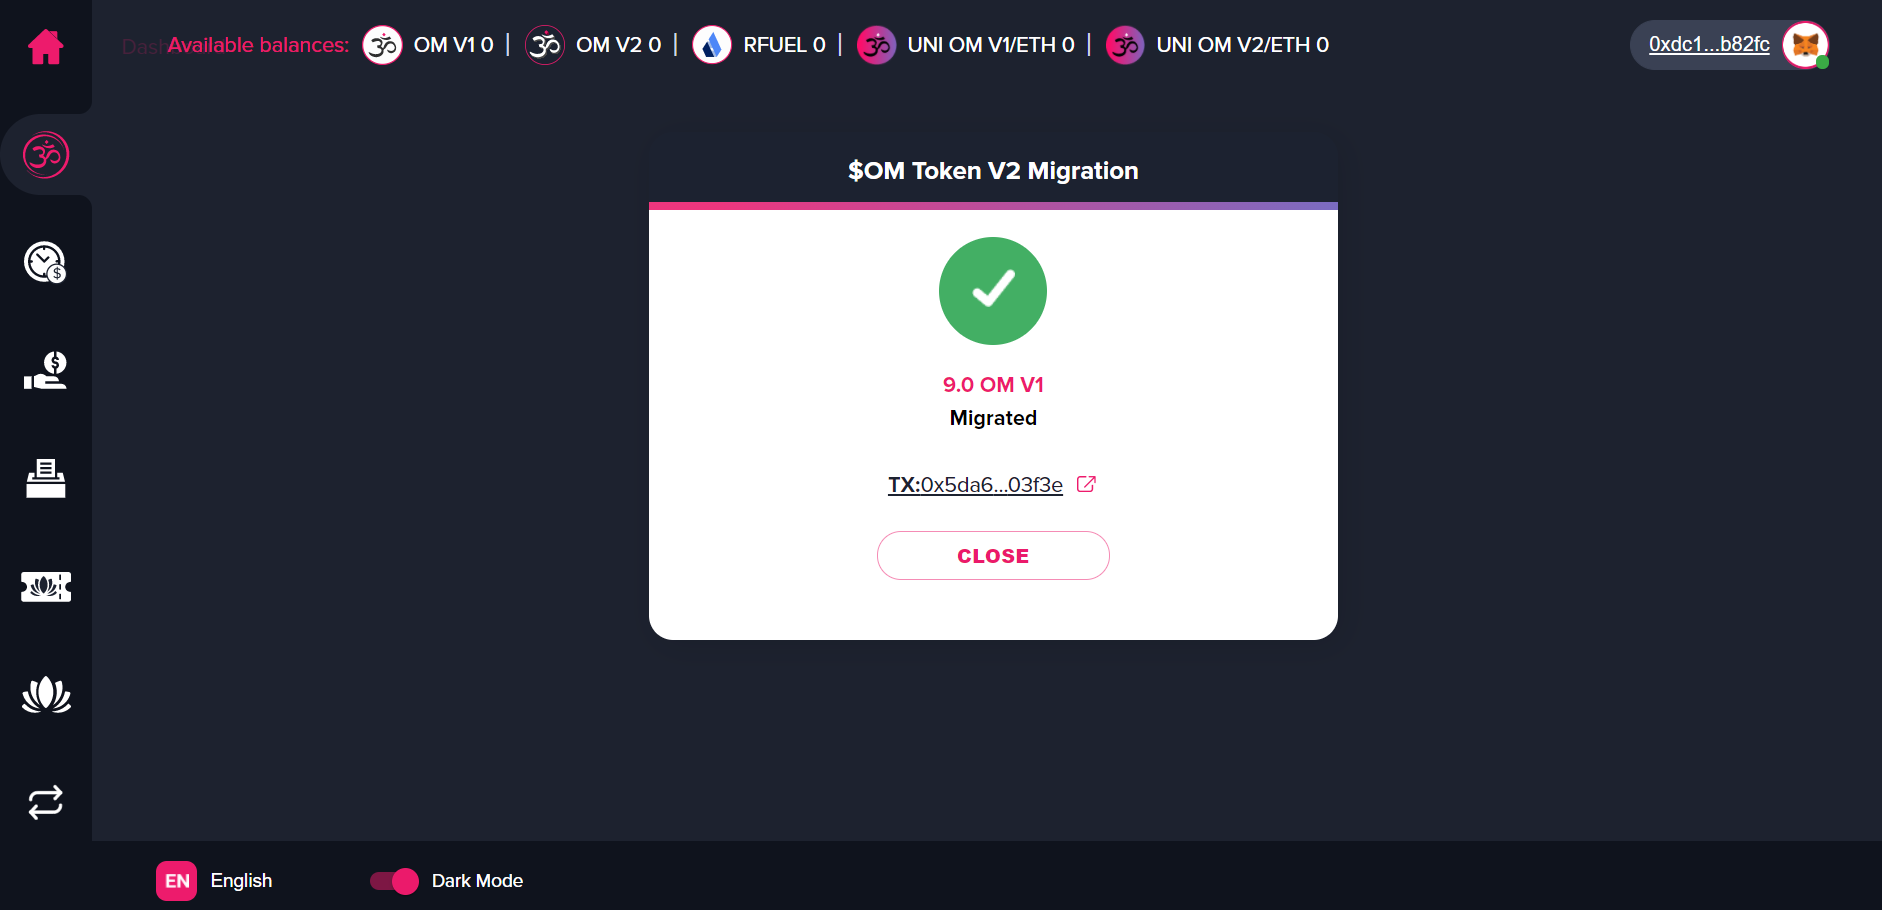 Available balances: OM V1 0 | OM V2 0 | RFUEL 0 | UNI OM V1/ETH 0 | UNI OM V2/ETH 0
0xdc1...b82fc
$OM Token V2 Migration
9.0 OM V1
Migrated
TX:0x5da6...03f3e
CLOSE
EN English
Dark Mode